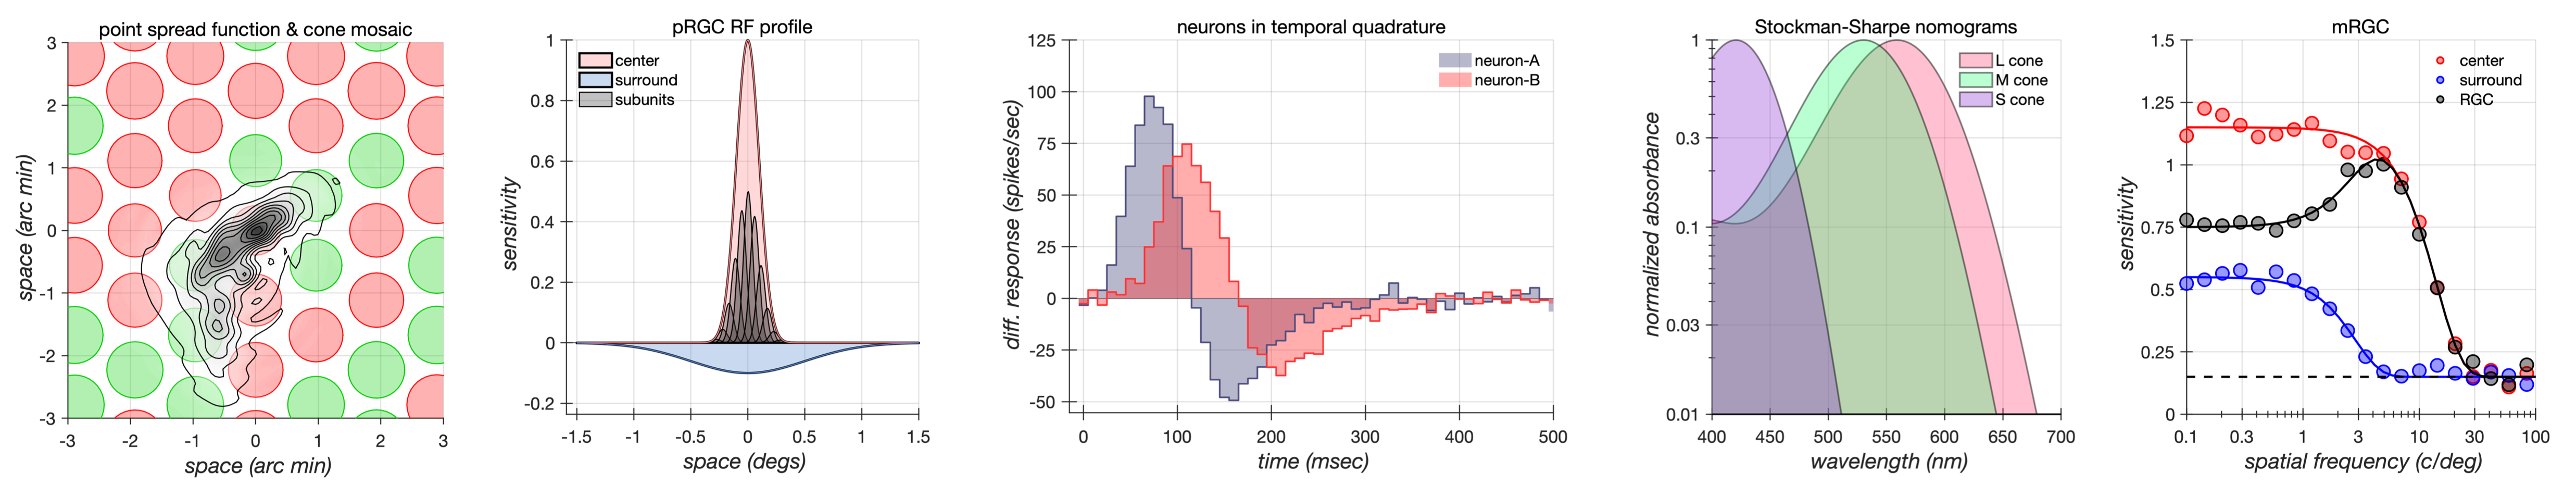 point spread function & cone mosaic
3
2
1
0
-1
-2
-3
-3 -2 -1 0 1 2 3
space (arc min)
space (arc min)
pRGC RF profile
center
surround
subunits
1
0.8
0.6
0.4
0.2
0
-0.2
-1.5 -1 -0.5 0 0.5 1 1.5
sensitivity
space (degs)
neurons in temporal quadrature
neuron-A
neuron-B
125
100
75
50
25
0
-25
-50
0 100 200 300 400 500
diff. response (spikes/sec)
time (msec)
Stockman-Sharpe nomograms
L cone
M cone
S cone
1
0.3
0.1
0.03
0.01
400 450 500 550 600 650 700
normalized absorbance
wavelength (nm)
mRGC
center
surround
RGC
1.5
1.25
1
0.75
0.5
0.25
0
0.1 0.3 1 3 10 30 100
sensitivity
spatial frequency (c/deg)